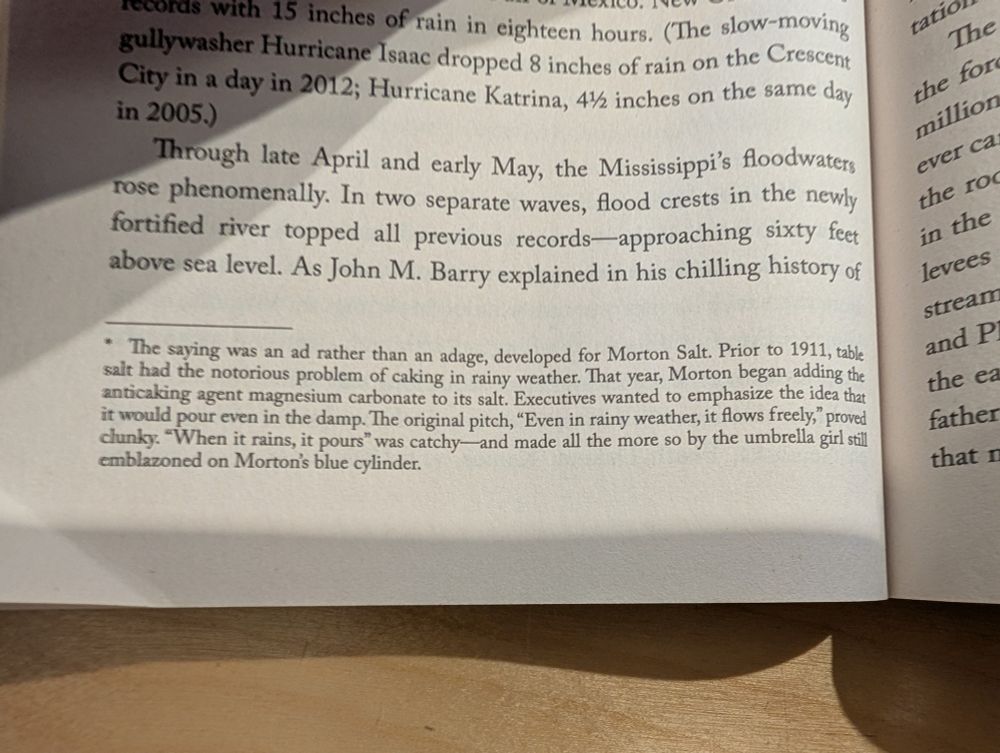 records with 15 inches of rain in eighteen hours. (The slow-moving
gullywasher Hurricane Isaac dropped 8 inches of rain on the Crescent
City in a day in 2012; Hurricane Katrina, 4½ inches on the same day
in 2005.)
Through late April and early May, the Mississippi's floodwaters
rose phenomenally. In two separate waves, flood crests in the newly
fortified river topped all previous records—approaching sixty feet
above sea level. As John M. Barry explained in his chilling history of
* The saying was an ad rather than an adage, developed for Morton Salt. Prior to 1911, table
salt had the notorious problem of caking in rainy weather. That year, Morton began adding the
anticaking agent magnesium carbonate to its salt. Executives wanted to emphasize the idea that
it would pour even in the damp. The original pitch, “Even in rainy weather, it flows freely,” proved
clunky. “When it rains, it pours” was catchy—and made all the more so by the umbrella girl still
emblazoned on Morton's blue cylinder.
The
the
million
ever
the
in the
levees
and
the
that